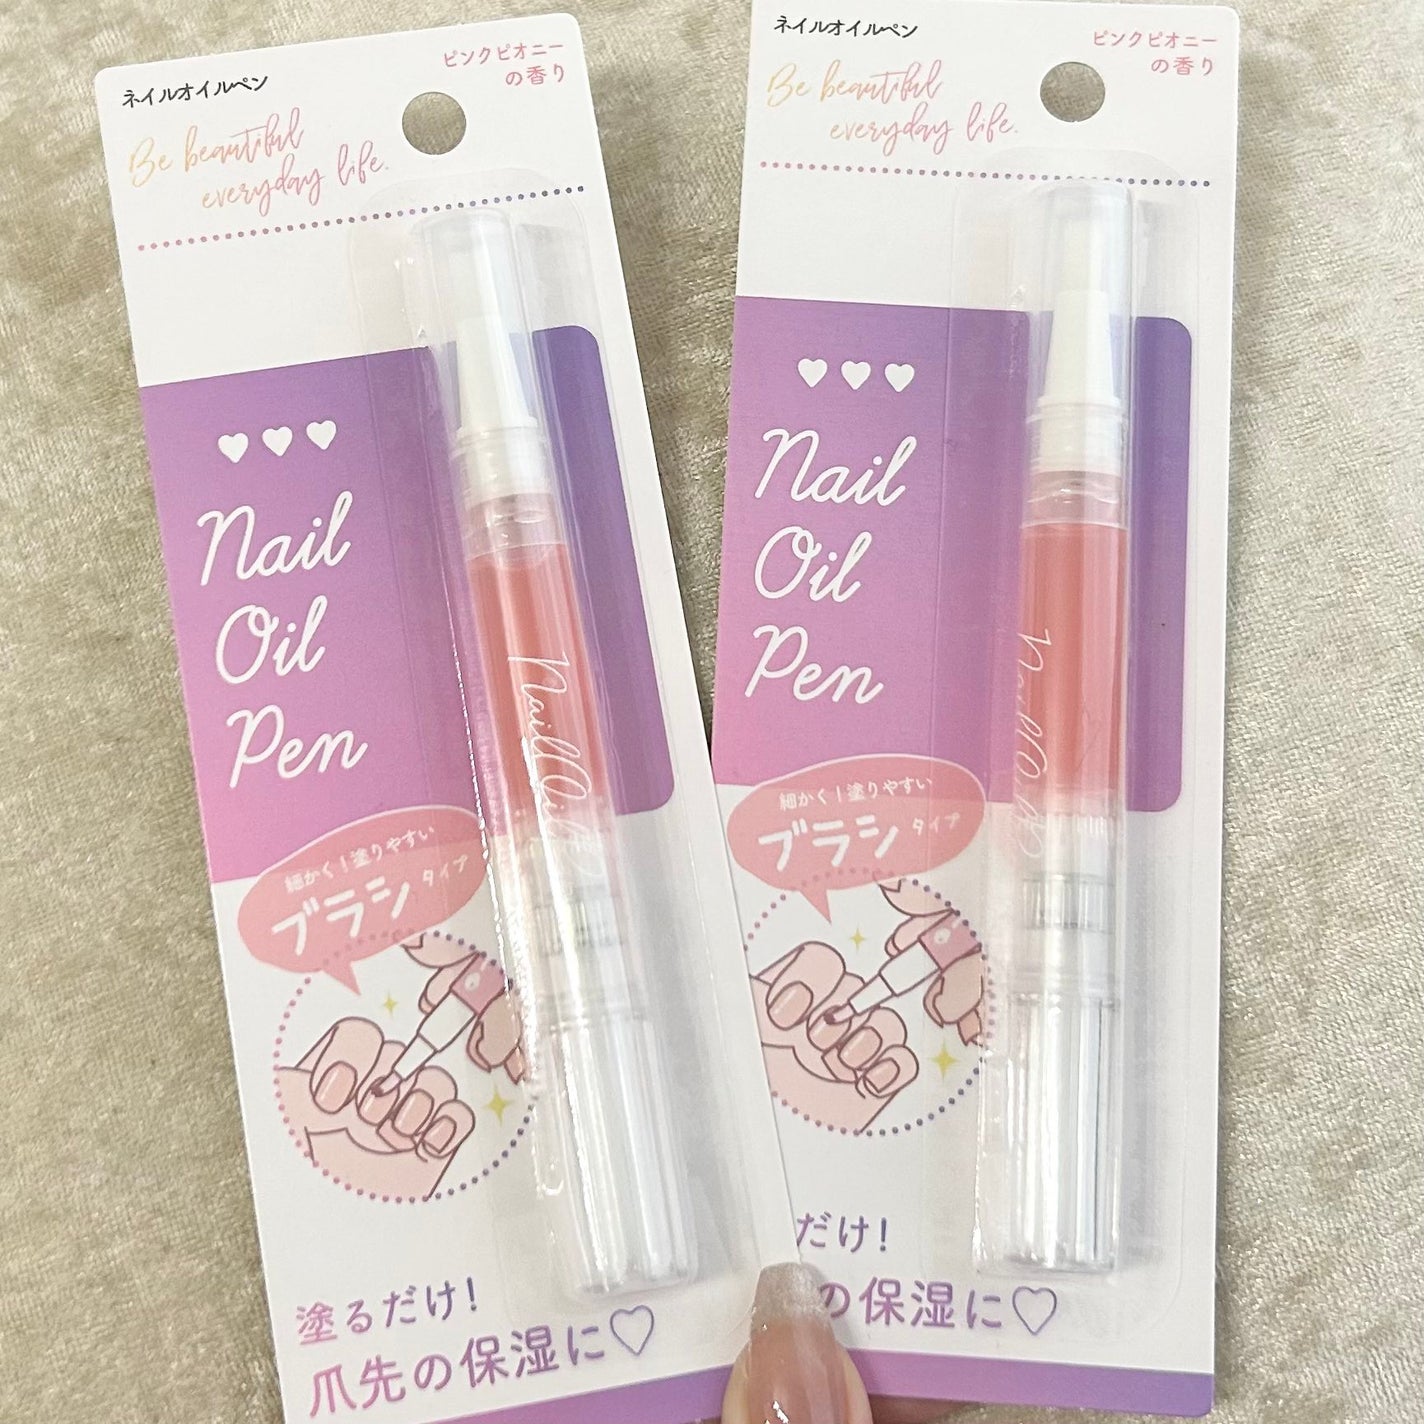 ネイルオイルペン
ピンクピオニー
の香り
Be beautiful
everyday life.
Nail
Oil
Pen
Nail Oil
細かく！塗りやすい
ブラシタイプ
塗るだけ！
爪先の保湿に♡
ネイルオイルペン
ピンクピオニー
の香り
Be beautiful
everyday life.
Nail
Oil
Pen
細かく！塗りやすい
ブラシタイプ
だけ！
の保湿に♡